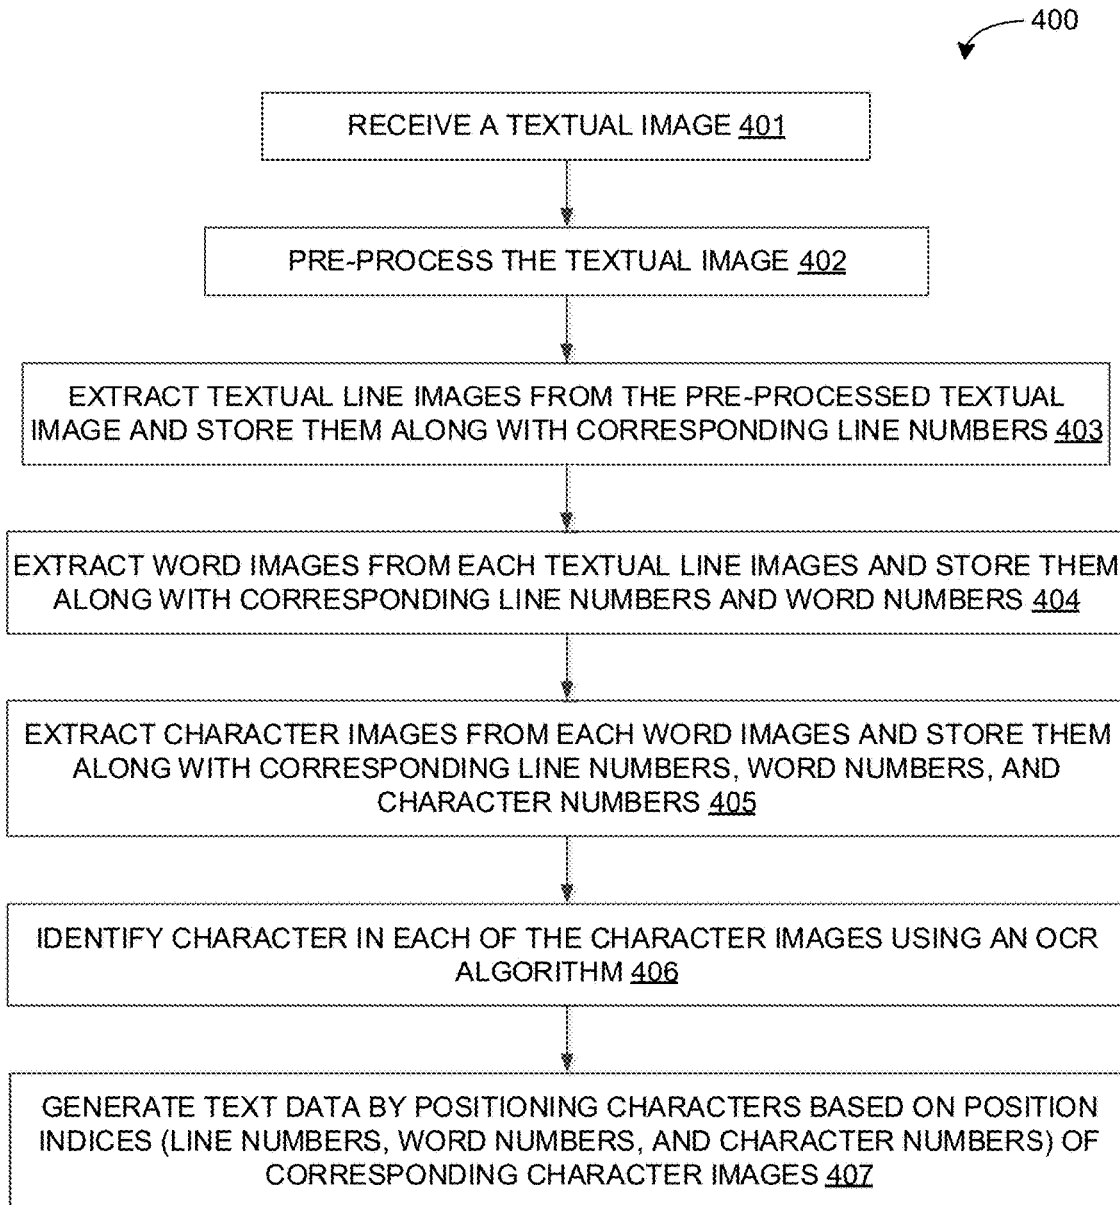 400
RECEIVE A TEXTUAL IMAGE 401
PRE-PROCESS THE TEXTUAL IMAGE 402
EXTRACT TEXTUAL LINE IMAGES FROM THE PRE-PROCESSED TEXTUAL
IMAGE AND STORE THEM ALONG WITH CORRESPONDING LINE NUMBERS 403
EXTRACT WORD IMAGES FROM EACH TEXTUAL LINE IMAGES AND STORE THEM
ALONG WITH CORRESPONDING LINE NUMBERS AND WORD NUMBERS 404
EXTRACT CHARACTER IMAGES FROM EACH WORD IMAGES AND STORE THEM
ALONG WITH CORRESPONDING LINE NUMBERS, WORD NUMBERS, AND
CHARACTER NUMBERS 405
IDENTIFY CHARACTER IN EACH OF THE CHARACTER IMAGES USING AN OCR
ALGORITHM 406
GENERATE TEXT DATA BY POSITIONING CHARACTERS BASED ON POSITION
INDICES (LINE NUMBERS, WORD NUMBERS, AND CHARACTER NUMBERS) OF
CORRESPONDING CHARACTER IMAGES 407